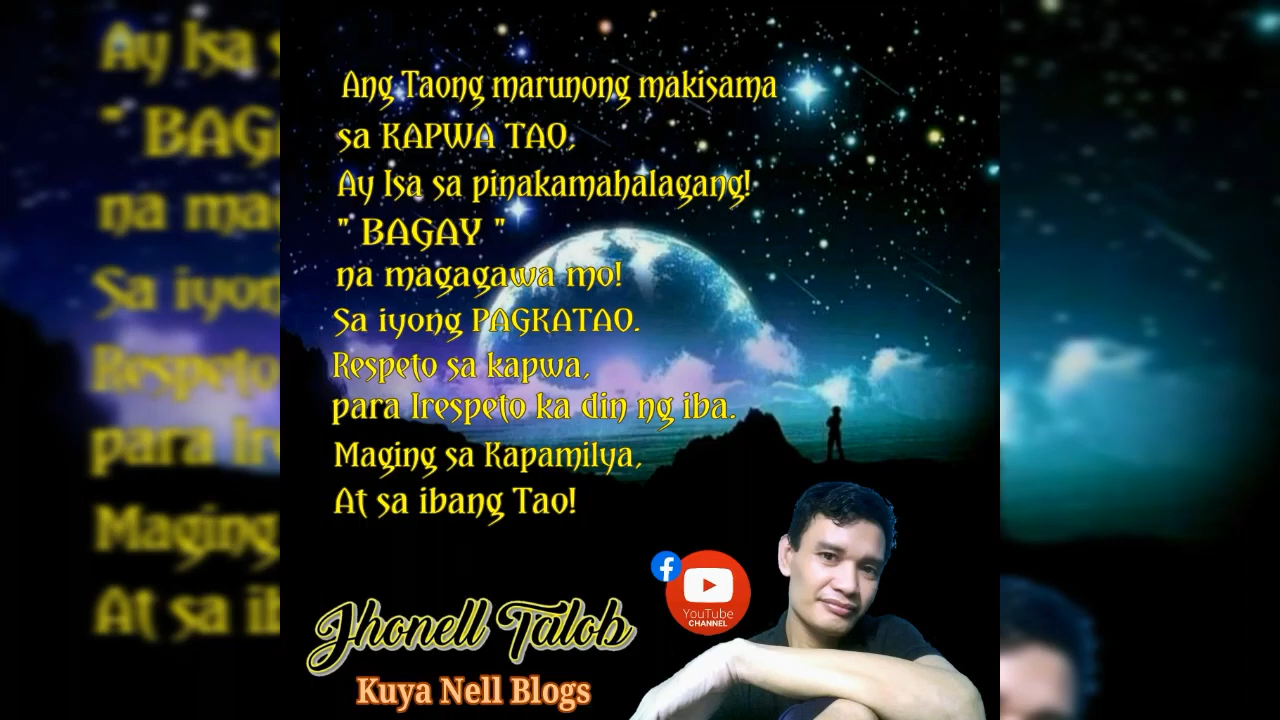 Ang Taong marunong makisama
sa KAPWA TAO,
Ay Isa sa pinakamahalagang!
" BAGAY "
na magagawa mo!
Sa iyong PAGKATAO.
Respeto sa kapwa,
para Irespeto ka din ng iba.
Maging sa Kapamilya,
At sa ibang Tao!
YouTube
CHANNEL
Jhonell Talob
Kuya Nell Blogs